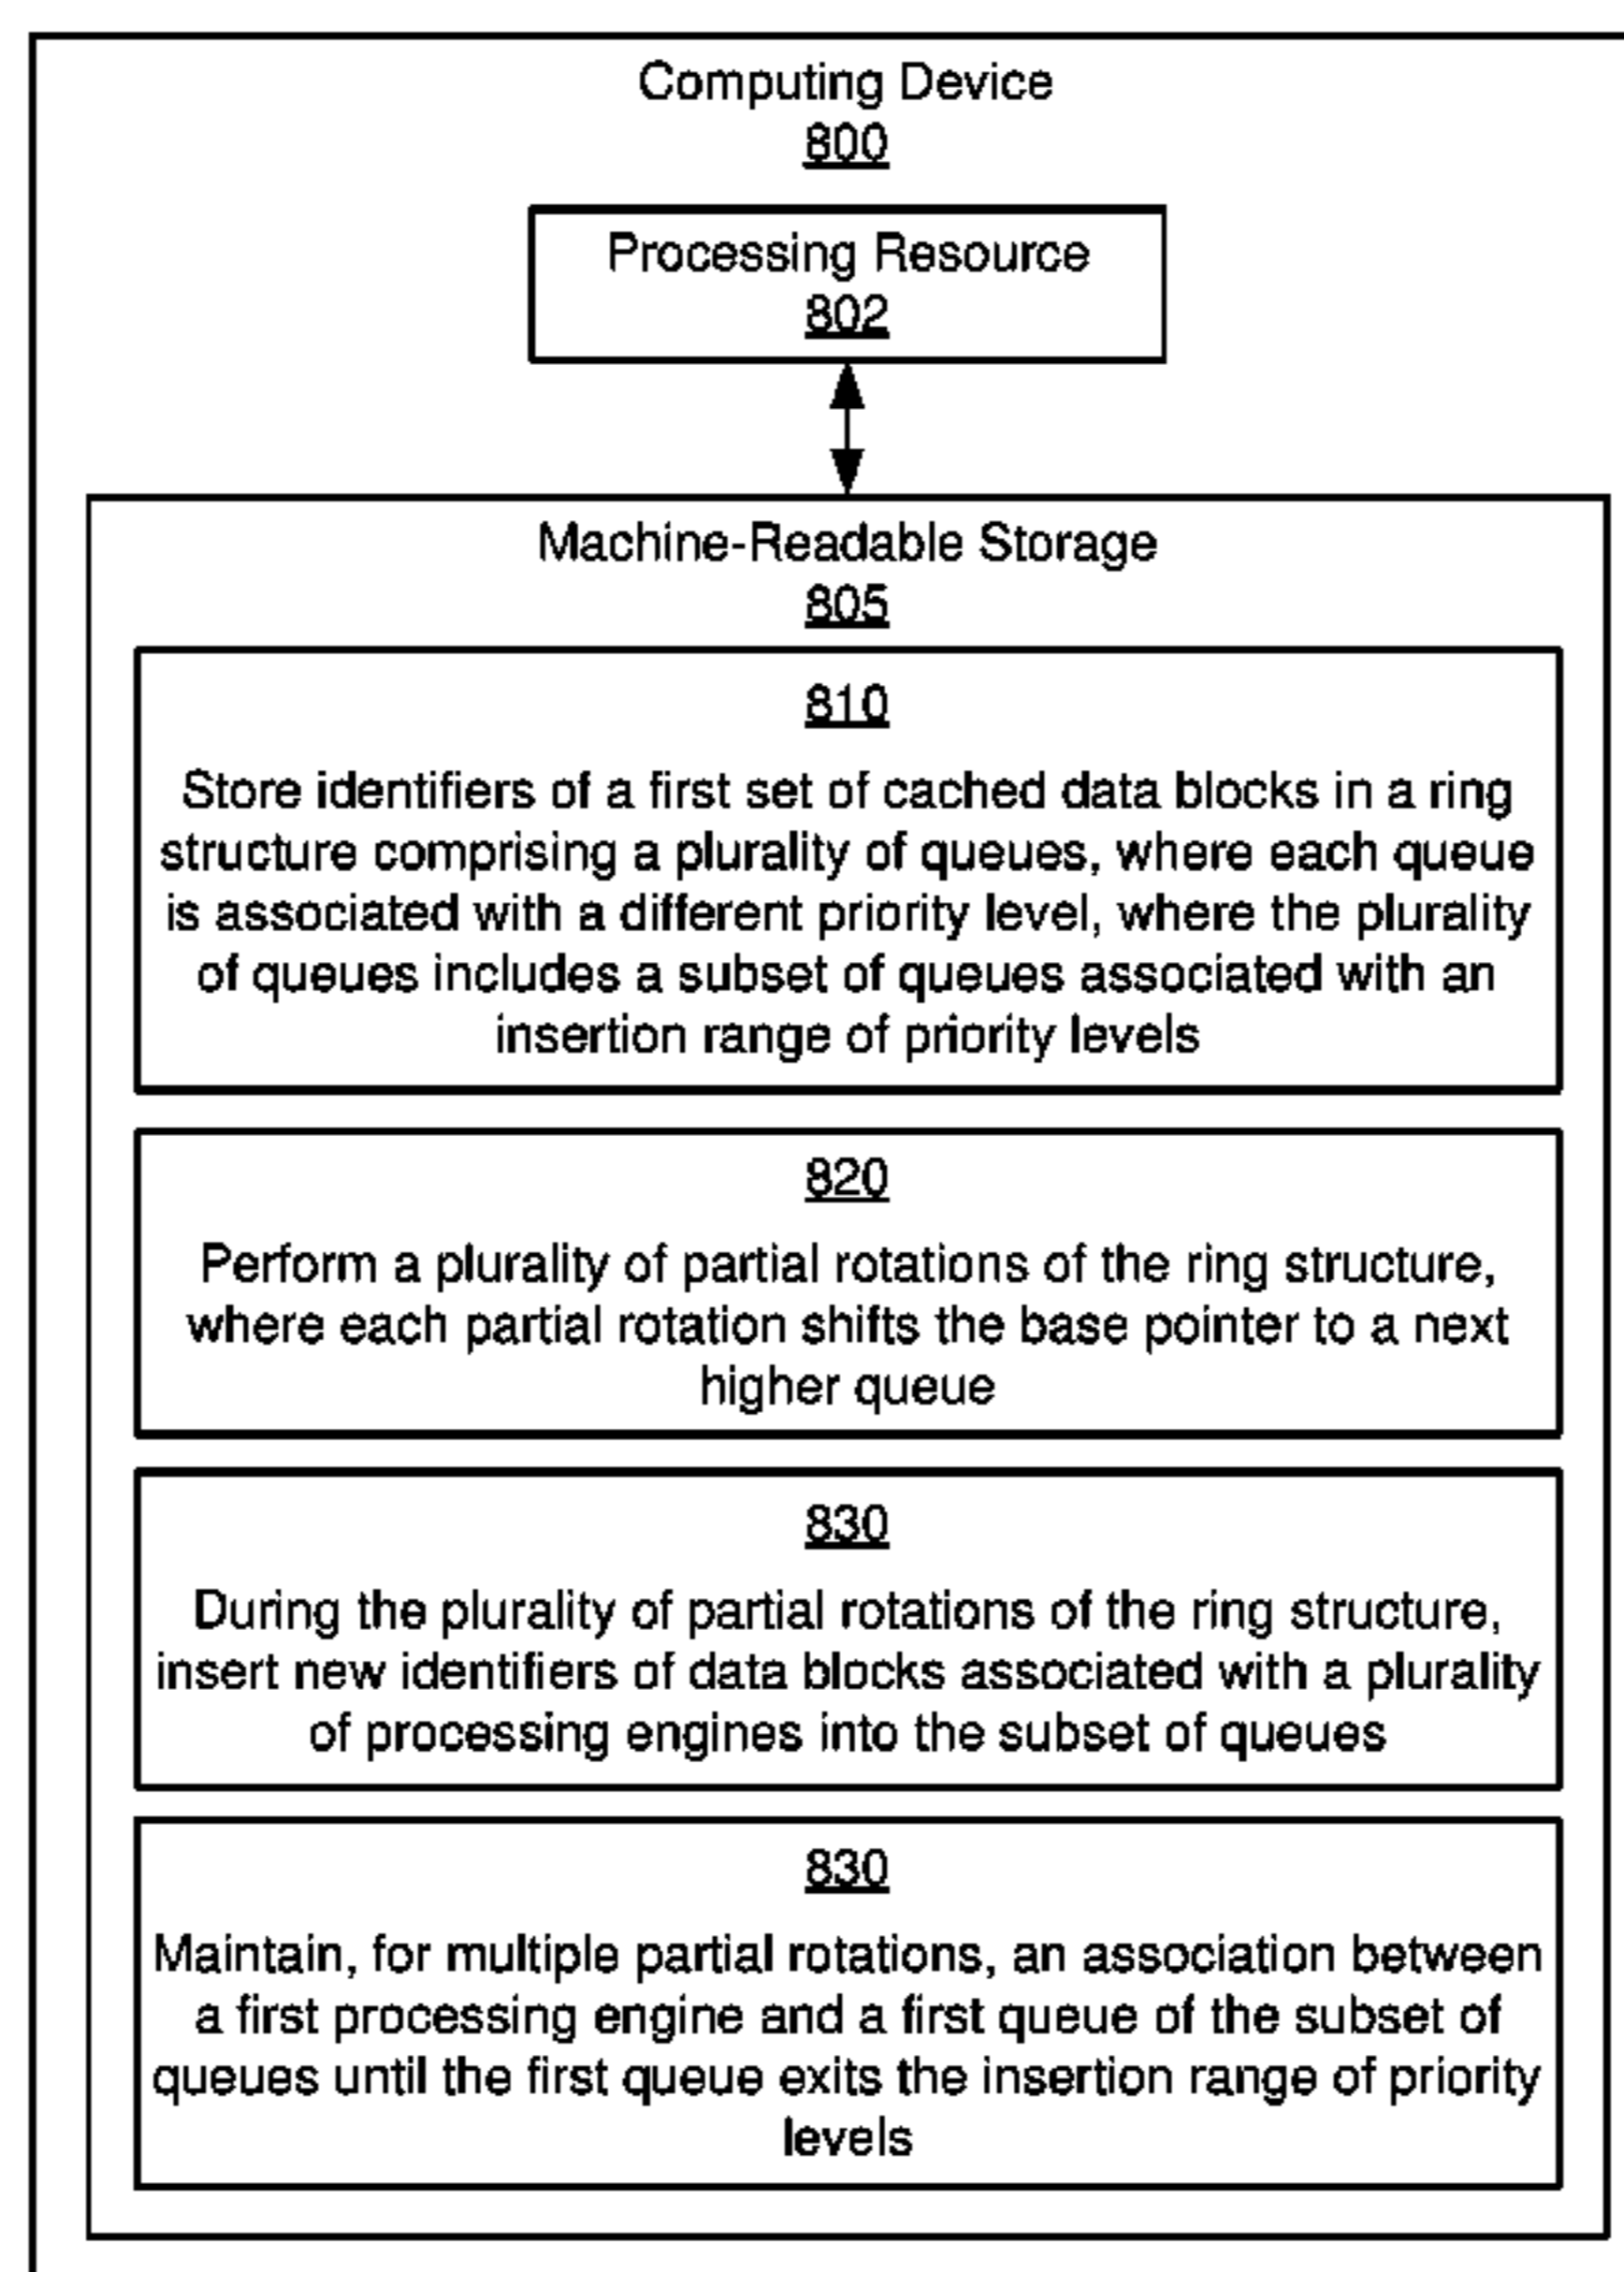 Computing Device
800
Processing Resource
802
Machine-Readable Storage
805
810
Store identifiers of a first set of cached data blocks in a ring
structure comprising a plurality of queues, where each queue
is associated with a different priority level, where the plurality
of queues includes a subset of queues associated with an
insertion range of priority levels
820
Perform a plurality of partial rotations of the ring structure,
where each partial rotation shifts the base pointer to a next
higher queue
830
During the plurality of partial rotations of the ring structure,
insert new identifiers of data blocks associated with a plurality
of processing engines into the subset of queues
830
Maintain, for multiple partial rotations, an association between
a first processing engine and a first queue of the subset of
queues until the first queue exits the insertion range of priority
levels